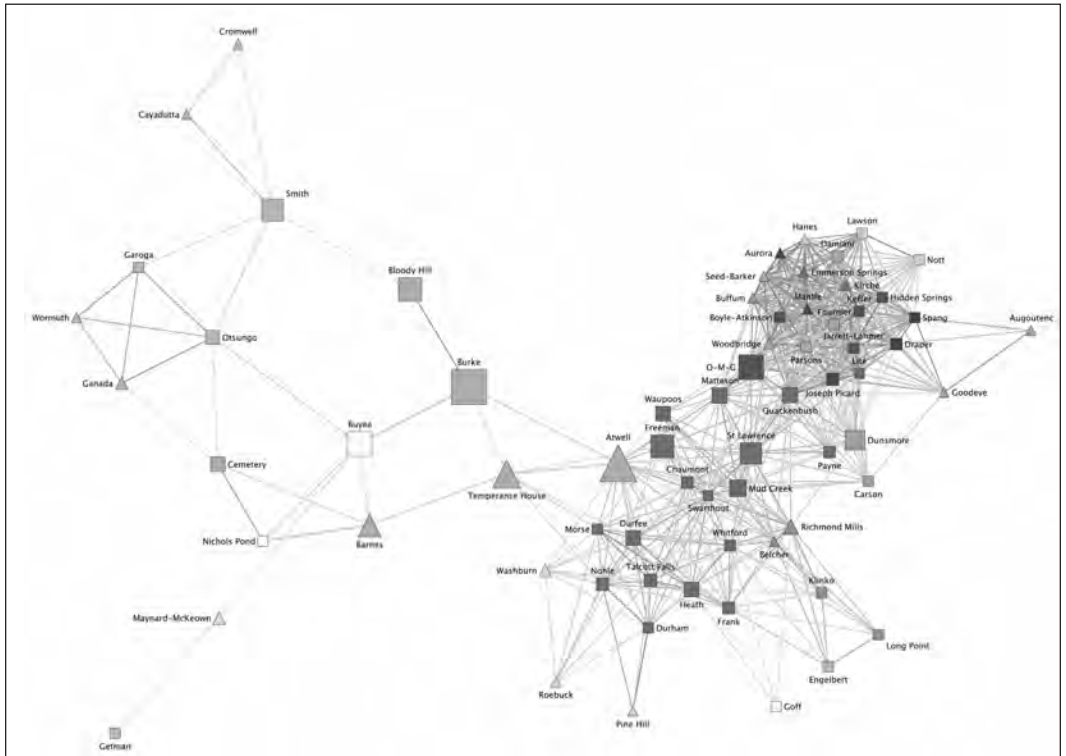 Cromwell
Cayadutta
Smith
Garoga
Wormuth
Otsungo
Ganada
Bloody Hill
Burke
Buyea
Cemetery
Nichols Pond
Barnes
Temperance House
Atwell
Maynard-McKeown
Getman
Hanes
Lawson
Damiani
Aurora
Nott
Seed-Barker
Emmerson Springs
Kirche
Buffum
Mantle
Keffer
Hidden Springs
Boyle-Atkinson
Fournier
Spang
Augoutenc
Woodbridge
Jarrett-Lahmer
Draper
Parsons
Lite
O-M-G
Matteson
Joseph Picard
Goodeve
Quackenbush
Waupoos
Freeman
St Lawrence
Dunsmore
Chaumont
Payne
Mud Creek
Carson
Swarthout
Richmond Mills
Morse
Durfee
Whitford
Belcher
Washburn
Nohle
Talcott Falls
Klinko
Heath
Frank
Durham
Long Point
Engelbert
Roebuck
Pine Hill
Goff